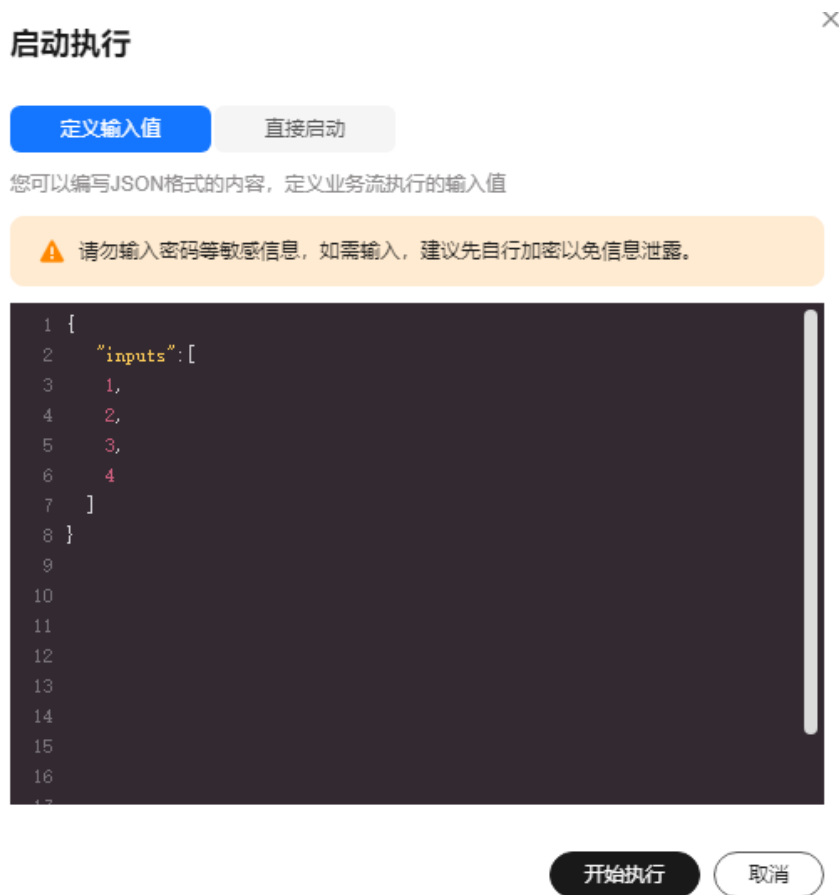 启动执行
定义输入值 直接启动
您可以编写JSON格式的内容，定义业务流执行的输入值
请勿输入密码等敏感信息，如需输入，建议先自行加密以免信息泄露。
1 {
2 "inputs":[
3 1,
4 2,
5 3,
6 4
7 ]
8 }
9
10
11
12
13
14
15
16
17
开始执行 取消